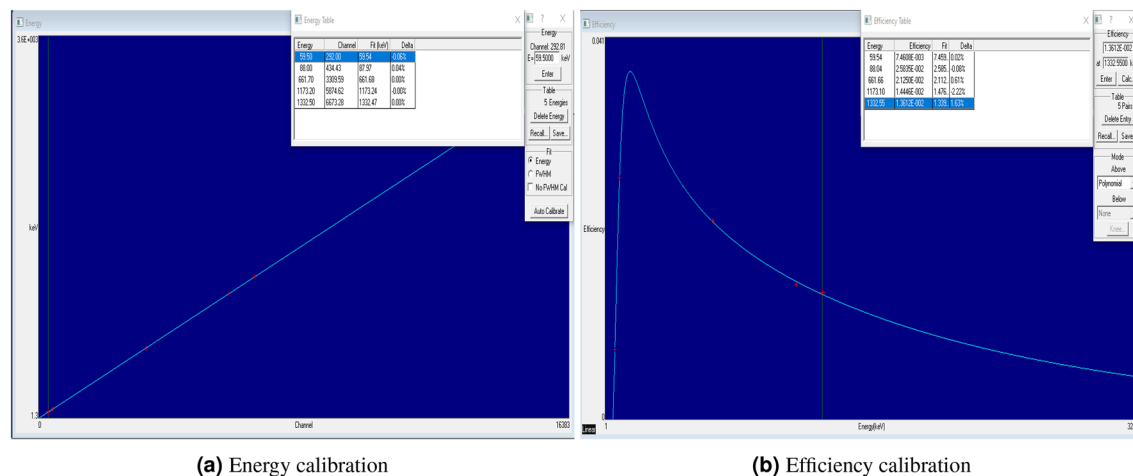 Energy
3.6E+003
keV
1.3
0
Channel
16383
Energy Table
X
Energy Channel Fit (keV) Delta
59.50 292.00 59.54 0.06%
88.00 434.43 87.97 0.04%
661.70 3309.59 661.68 0.00%
1173.20 5874.62 1173.24 -0.00%
1332.50 6673.28 1332.47 0.00%
? X
Energy
Channel: 292.81
E= 59.5000 keV
Enter
Table
5 Energies
Delete Energy
Recall... Save...
Fit
Energy
FWHM
No FWHM Cal
Auto Calibrate
(a) Energy calibration
Efficiency
0.043
Efficiency
0
Linear
1
Energy(keV)
Efficiency Table
X
Energy Efficiency Fit Delta
59.54 7.4608E-003 7.459.. 0.02%
88.04 2.5835E-002 2.585.. -0.08%
661.66 2.1250E-002 2.112.. 0.61%
1173.10 1.4446E-002 1.476.. -2.22%
1332.55 1.3612E-002 1.339.. 1.63%
? X
Efficiency
1.3612E-002
at 1332.5500
Enter Calc.
Table
5 Pairs
Delete Entry
Recall... Save
Mode
Above
Polynomial
Below
None
Knee...
(b) Efficiency calibration